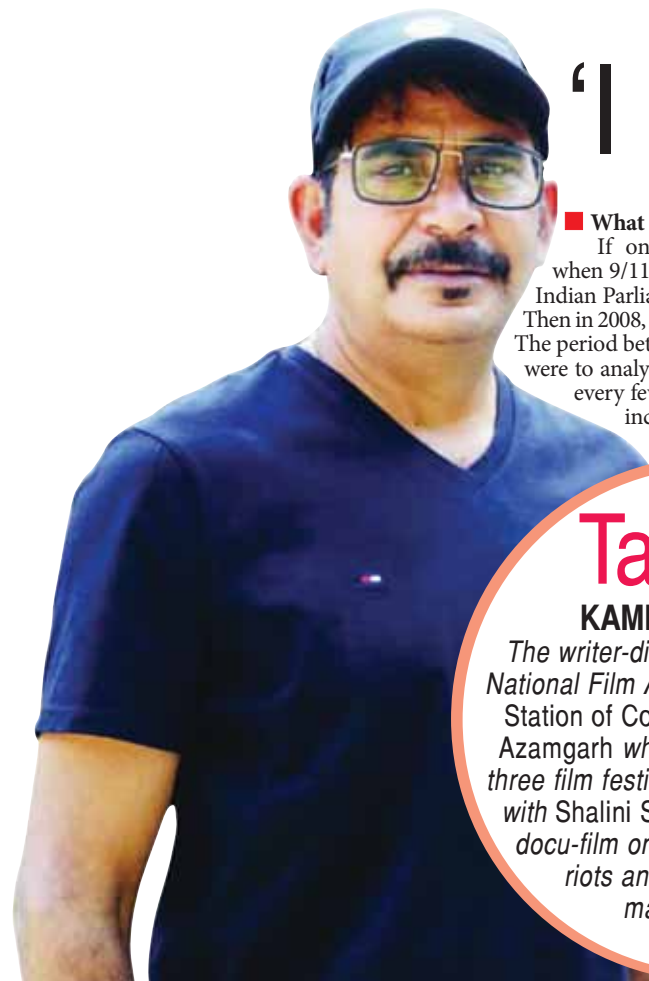 ‘I
■ What
If on
when 9/11
Indian Parlia
Then in 2008,
The period bet
were to analy
every fev
inc
Ta
KAM
The writer-di
National Film A
Station of Co
Azamgarh wh
three film festi
with Shalini S
docu-film or
riots an
ma